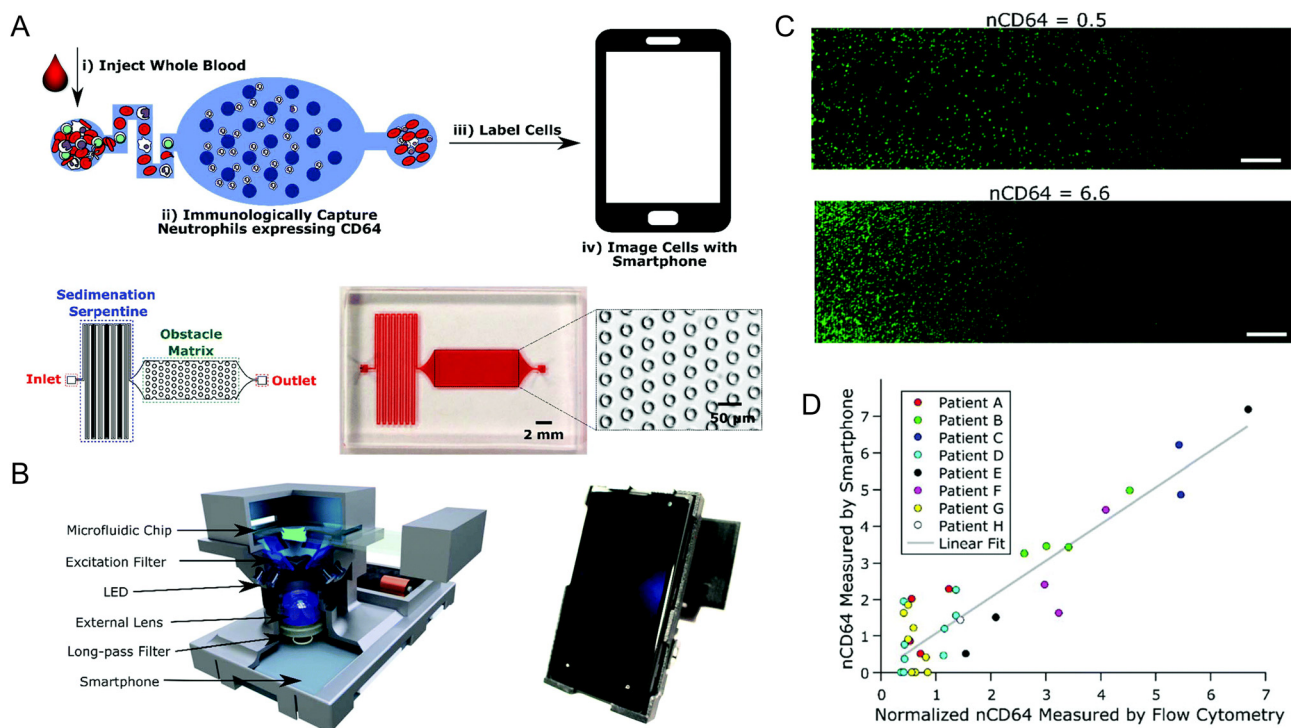 A
i) Inject Whole Blood
ii) Immunologically Capture
Neutrophils expressing CD64
iii) Label Cells
iv) Image Cells with
Smartphone
Sedimenation
Serpentine
Obstacle
Matrix
Inlet
Outlet
2 mm
50 µm
B
Microfluidic Chip
Excitation Filter
LED
External Lens
Long-pass Filter
Smartphone
C
nCD64 = 0.5
nCD64 = 6.6
D
nCD64 Measured by Smartphone
7
6
5
4
3
2
1
0
Patient A
Patient B
Patient C
Patient D
Patient E
Patient F
Patient G
Patient H
Linear Fit
0 1 2 3 4 5 6 7
Normalized nCD64 Measured by Flow Cytometry